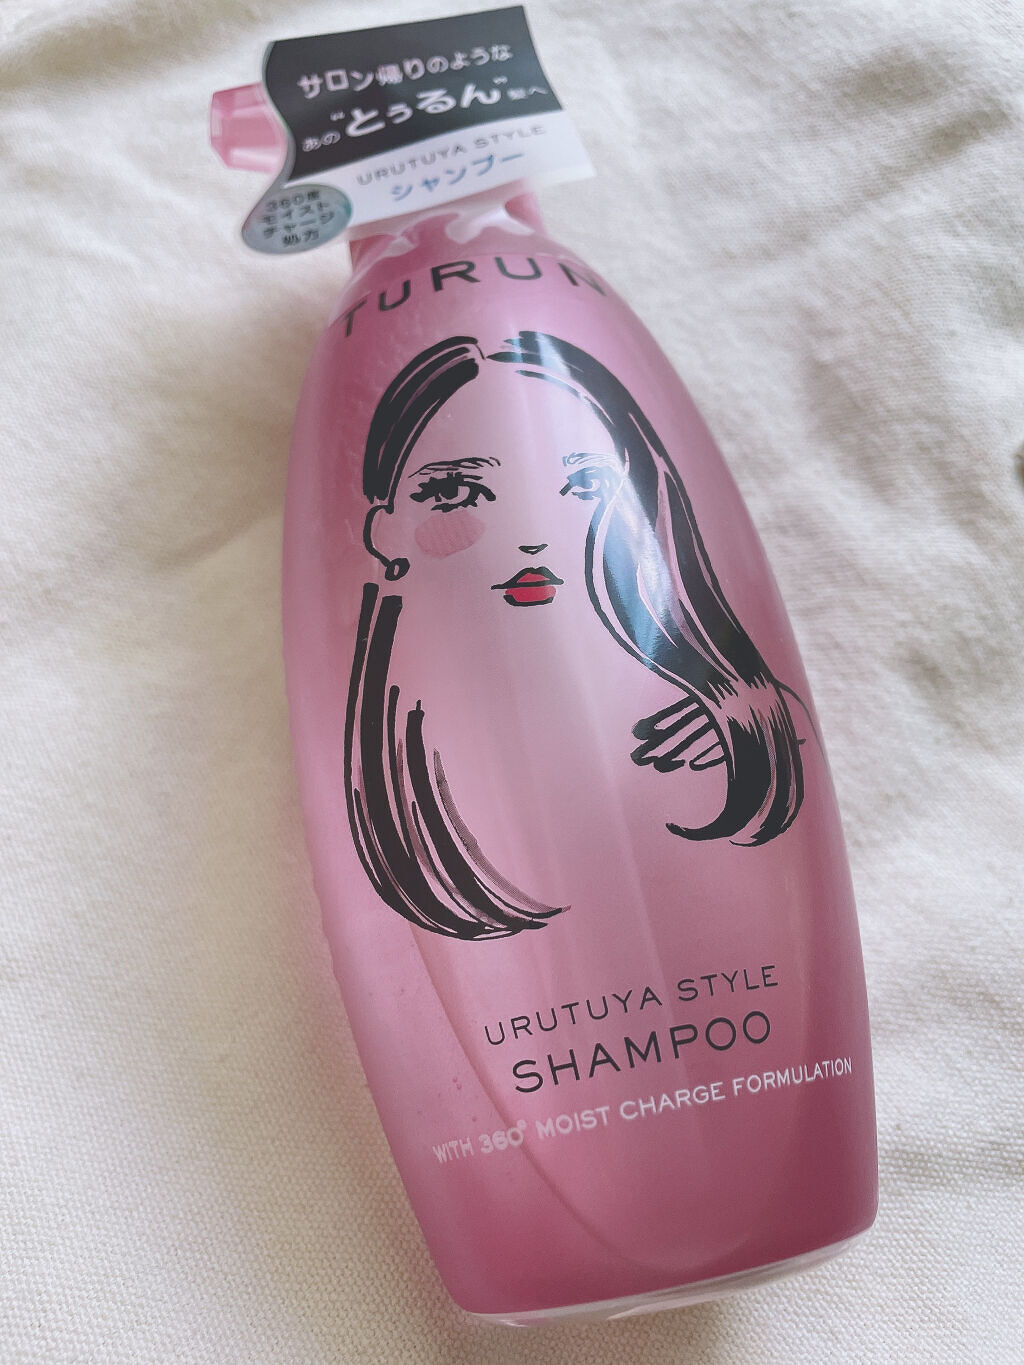 サロン帰りのような
あの“とぅるん”髪へ
URUTUYA STYLE
シャンプー
360度
モイスト
チャージ
処方
TURUN
URUTUYA STYLE
SHAMPOO
WITH 360° MOIST CHARGE FORMULATION